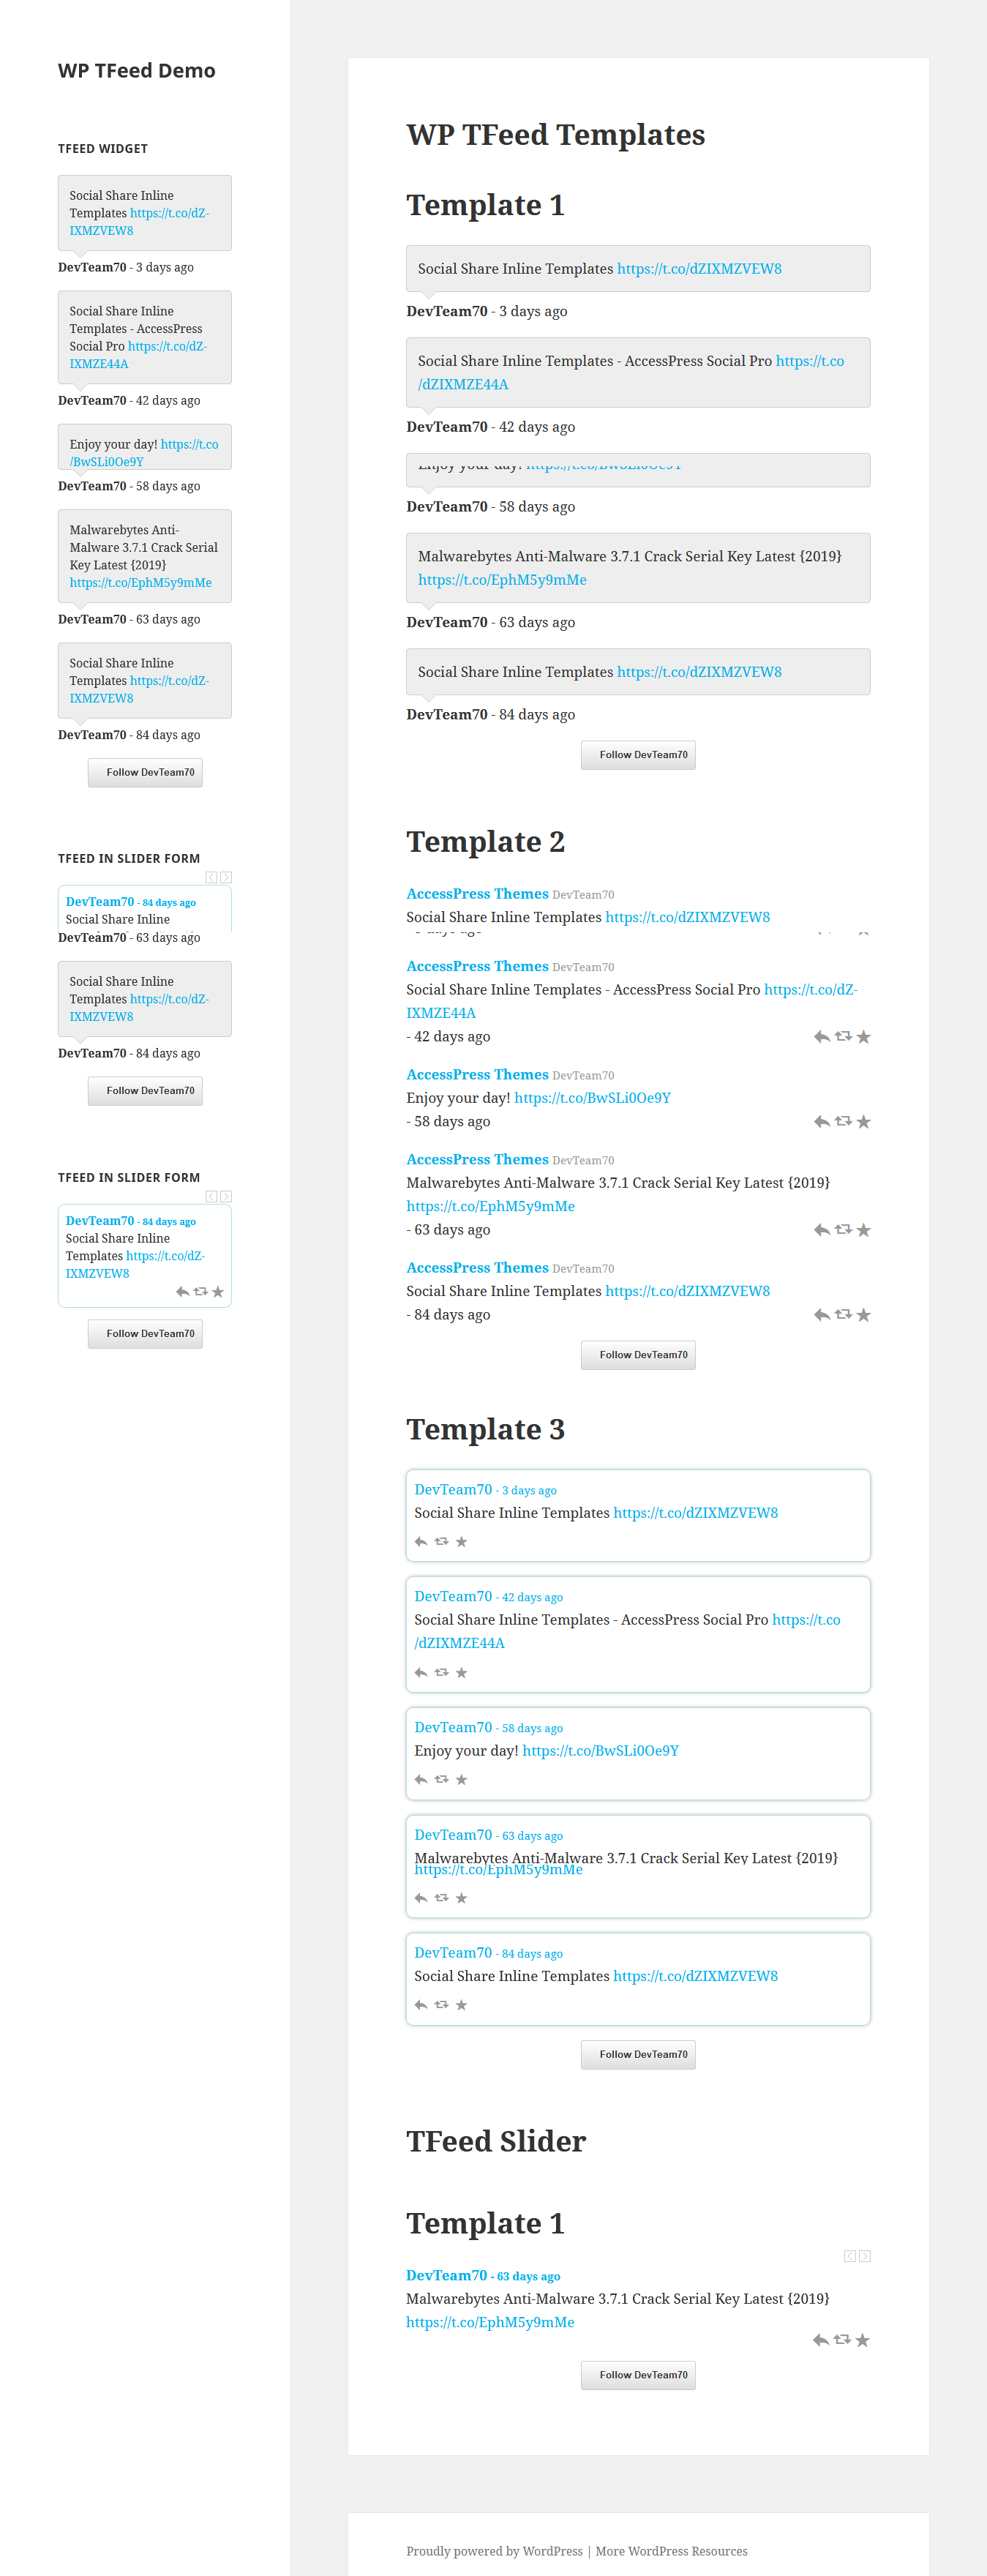 WP TFeed Demo
TFEED WIDGET
Social Share Inline
Templates https://t.co/dZ-
IXMZVEW8
DevTeam70 - 3 days ago
Social Share Inline
Templates - AccessPress
Social Pro https://t.co/dZ-
IXMZE44A
DevTeam70 - 42 days ago
Enjoy your day! https://t.co
/BwSLi0Oe9Y
DevTeam70 - 58 days ago
Malwarebytes Anti-
Malware 3.7.1 Crack Serial
Key Latest {2019}
https://t.co/EphM5y9mMe
DevTeam70 - 63 days ago
Social Share Inline
Templates https://t.co/dZ-
IXMZVEW8
DevTeam70 - 84 days ago
Follow DevTeam70
TFEED IN SLIDER FORM
DevTeam70 - 84 days ago
Social Share Inline
DevTeam70 - 63 days ago
Social Share Inline
Templates https://t.co/dZ-
IXMZVEW8
DevTeam70 - 84 days ago
Follow DevTeam70
TFEED IN SLIDER FORM
DevTeam70 - 84 days ago
Social Share Inline
Templates https://t.co/dZ-
IXMZVEW8
Follow DevTeam70
WP TFeed Templates
Template 1
Social Share Inline Templates https://t.co/dZIXMZVEW8
DevTeam70 - 3 days ago
Social Share Inline Templates - AccessPress Social Pro https://t.co
/dZIXMZE44A
DevTeam70 - 42 days ago
Enjoy your day! https://t.co/BwSLi0Oe9Y
DevTeam70 - 58 days ago
Malwarebytes Anti-Malware 3.7.1 Crack Serial Key Latest {2019}
https://t.co/EphM5y9mMe
DevTeam70 - 63 days ago
Social Share Inline Templates https://t.co/dZIXMZVEW8
DevTeam70 - 84 days ago
Follow DevTeam70
Template 2
AccessPress Themes DevTeam70
Social Share Inline Templates https://t.co/dZIXMZVEW8
AccessPress Themes DevTeam70
Social Share Inline Templates - AccessPress Social Pro https://t.co/dZ-
IXMZE44A
- 42 days ago
AccessPress Themes DevTeam70
Enjoy your day! https://t.co/BwSLi0Oe9Y
- 58 days ago
AccessPress Themes DevTeam70
Malwarebytes Anti-Malware 3.7.1 Crack Serial Key Latest {2019}
https://t.co/EphM5y9mMe
- 63 days ago
AccessPress Themes DevTeam70
Social Share Inline Templates https://t.co/dZIXMZVEW8
- 84 days ago
Follow DevTeam70
Template 3
DevTeam70 - 3 days ago
Social Share Inline Templates https://t.co/dZIXMZVEW8
DevTeam70 - 42 days ago
Social Share Inline Templates - AccessPress Social Pro https://t.co
/dZIXMZE44A
DevTeam70 - 58 days ago
Enjoy your day! https://t.co/BwSLi0Oe9Y
DevTeam70 - 63 days ago
Malwarebytes Anti-Malware 3.7.1 Crack Serial Key Latest {2019}
https://t.co/EphM5y9mMe
DevTeam70 - 84 days ago
Social Share Inline Templates https://t.co/dZIXMZVEW8
Follow DevTeam70
TFeed Slider
Template 1
DevTeam70 - 63 days ago
Malwarebytes Anti-Malware 3.7.1 Crack Serial Key Latest {2019}
https://t.co/EphM5y9mMe
Follow DevTeam70
Proudly powered by WordPress | More WordPress Resources